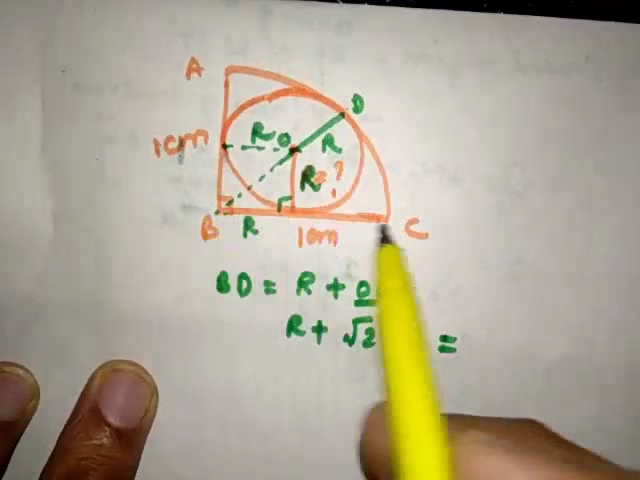 A
D
1cm
R
O
R
R = ?
B
R
1cm
C
BD = R +
R + √2
=